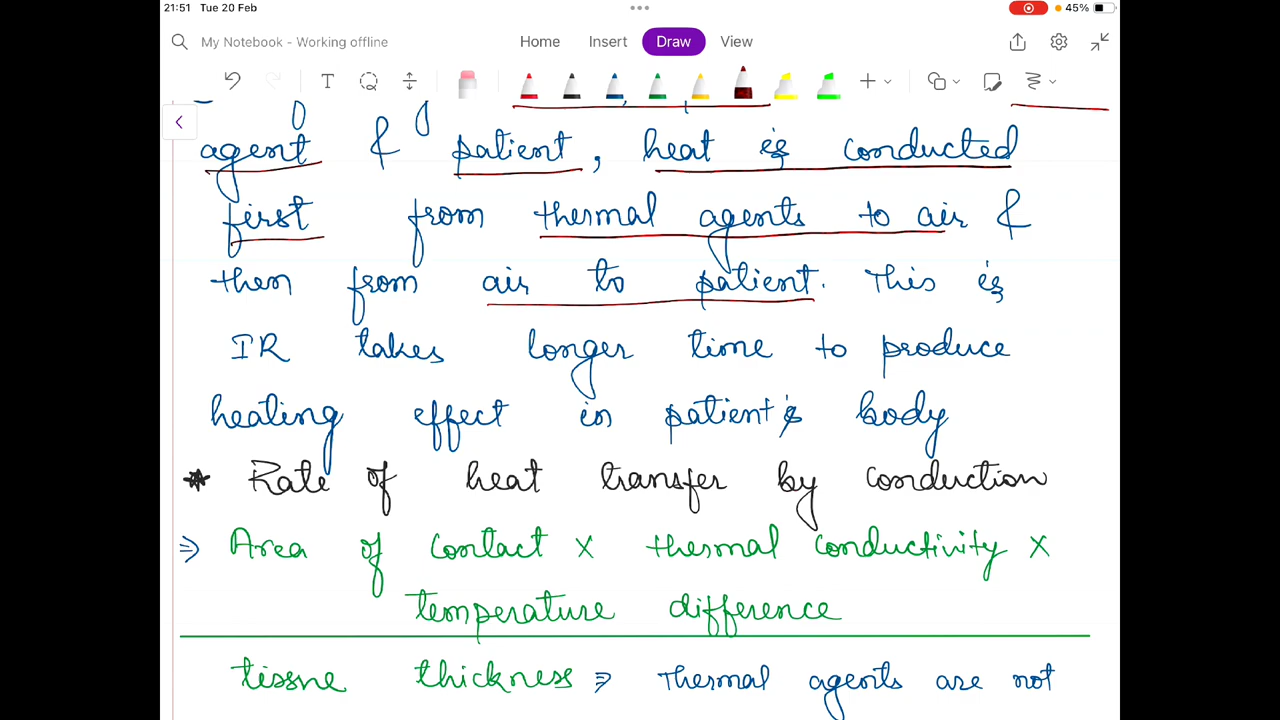 21:51 Tue 20 Feb
45%
My Notebook - Working offline
Home Insert Draw View
agent & patient, heat is conducted
first from thermal agents to air &
then from air to patient. This is
IR takes longer time to produce
heating effect in patient's body
* Rate of heat transfer by conduction
⇒ Area of contact × thermal conductivity ×
temperature difference
tissue thickness ⇒ Thermal agents are not